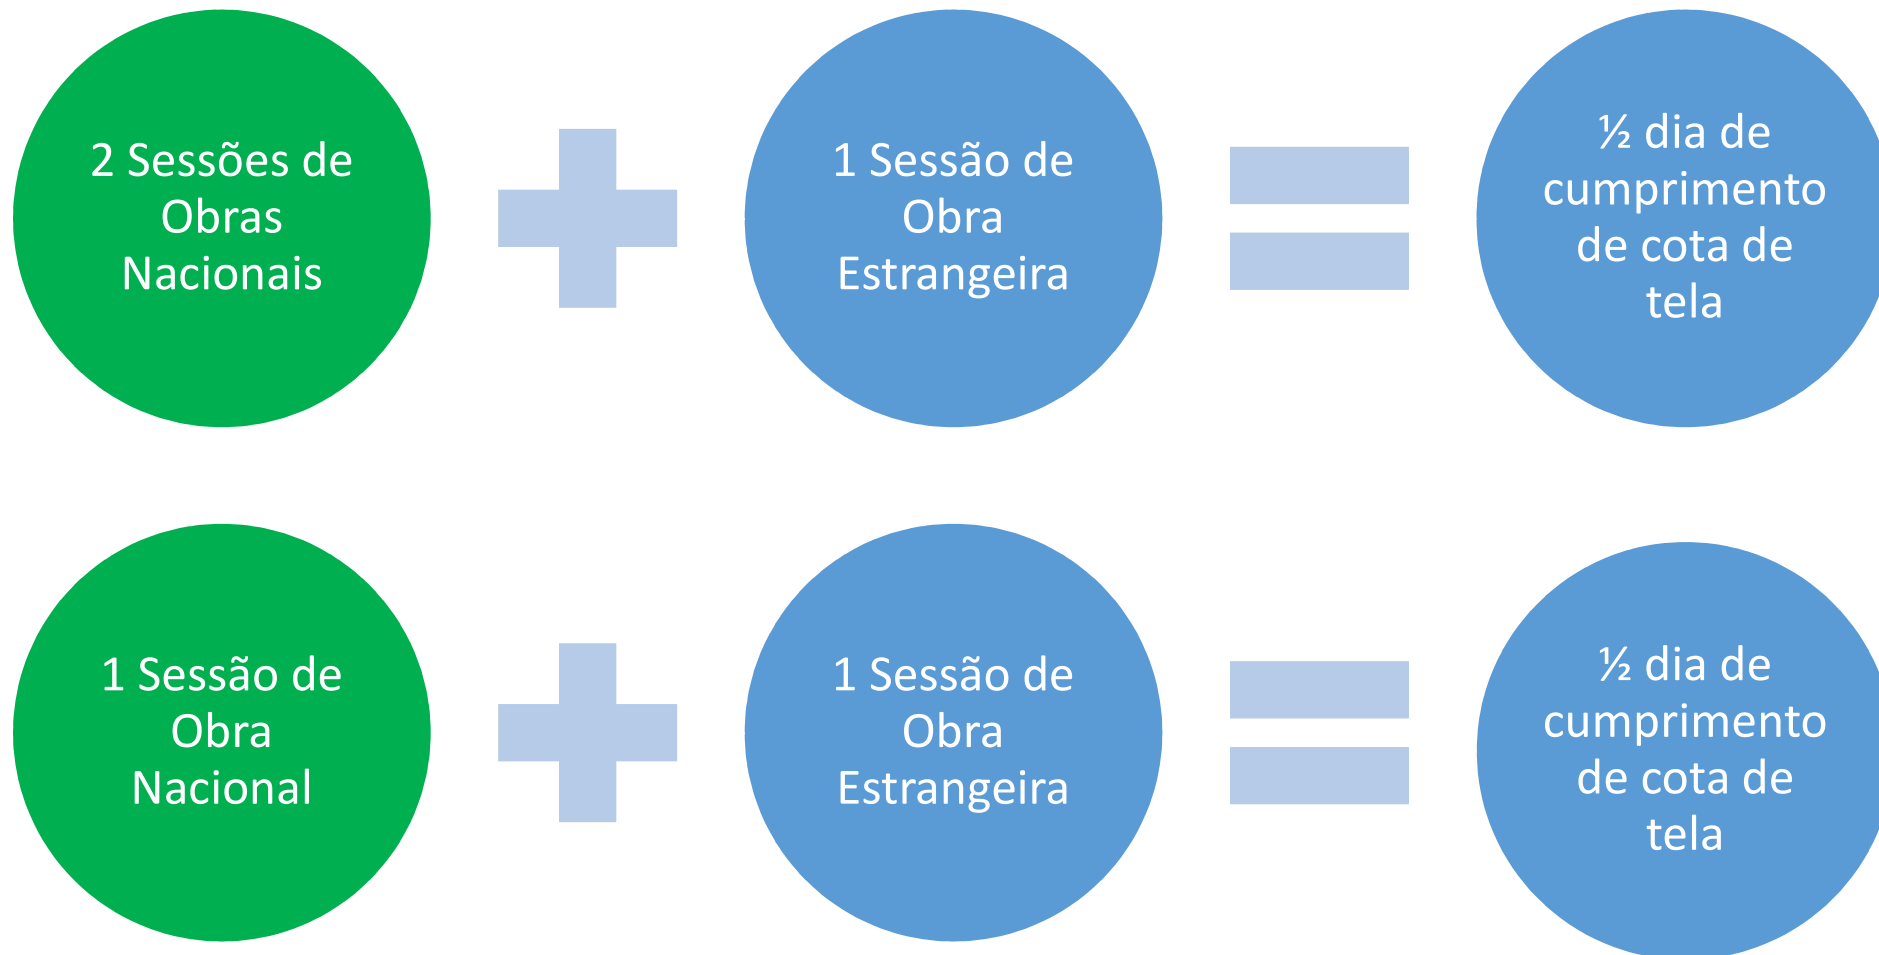 2 Sessões de
Obras
Nacionais
1 Sessão de
Obra
Estrangeira
½ dia de
cumprimento
de cota de
tela
1 Sessão de
Obra
Nacional
1 Sessão de
Obra
Estrangeira
½ dia de
cumprimento
de cota de
tela